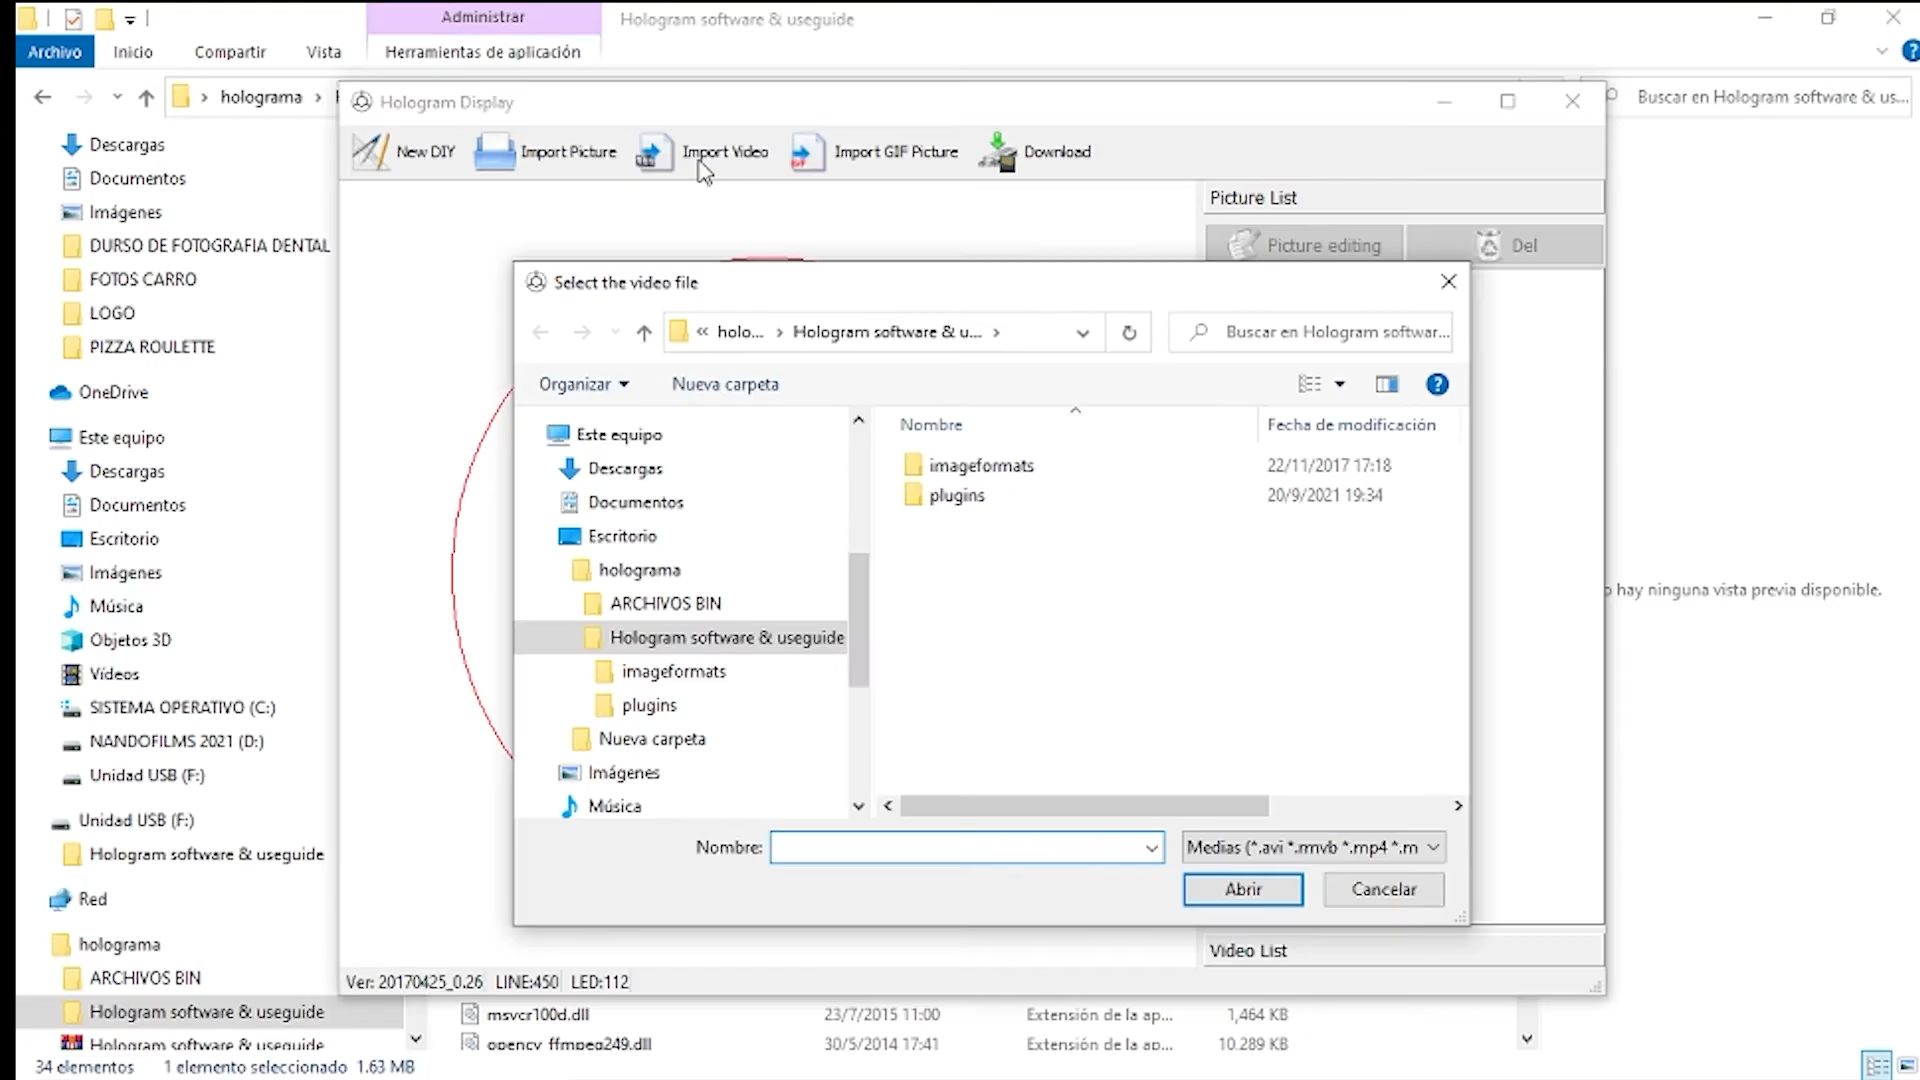 Administrar
Hologram software & useguide
Archivo
Inicio
Compartir
Vista
Herramientas de aplicación
holograma
Buscar en Hologram software & us...
Hologram Display
New DIY
Import Picture
Import Video
Import GIF Picture
Download
Picture List
Picture editing
Del
Descargas
Documentos
Imágenes
DURSO DE FOTOGRAFIA DENTAL
FOTOS CARRO
LOGO
PIZZA ROULETTE
OneDrive
Este equipo
Descargas
Documentos
Escritorio
Imágenes
Música
Objetos 3D
Vídeos
SISTEMA OPERATIVO (C:)
NANDOFILMS 2021 (D:)
Unidad USB (F:)
Unidad USB (F:)
Hologram software & useguide
Red
holograma
ARCHIVOS BIN
Hologram software & useguide
Hologram software & useguide
Select the video file
« holo... › Hologram software & u... ›
Buscar en Hologram softwar...
Organizar
Nueva carpeta
Este equipo
Descargas
Documentos
Escritorio
holograma
ARCHIVOS BIN
Hologram software & useguide
imageformats
plugins
Nueva carpeta
Imágenes
Música
Nombre
Fecha de modificación
imageformats
22/11/2017 17:18
plugins
20/9/2021 19:34
Nombre:
Medias (*.avi *.rmvb *.mp4 *.m
Abrir
Cancelar
hay ninguna vista previa disponible.
Video List
Ver: 20170425_0.26 LINE:450 LED:112
msvcr100d.dll
23/7/2015 11:00
Extensión de la ap...
1,464 KB
opencv_ffmpeg249.dll
30/5/2014 17:41
Extensión de la ap...
10.289 KB
34 elementos
1 elemento seleccionado 1.63 MB